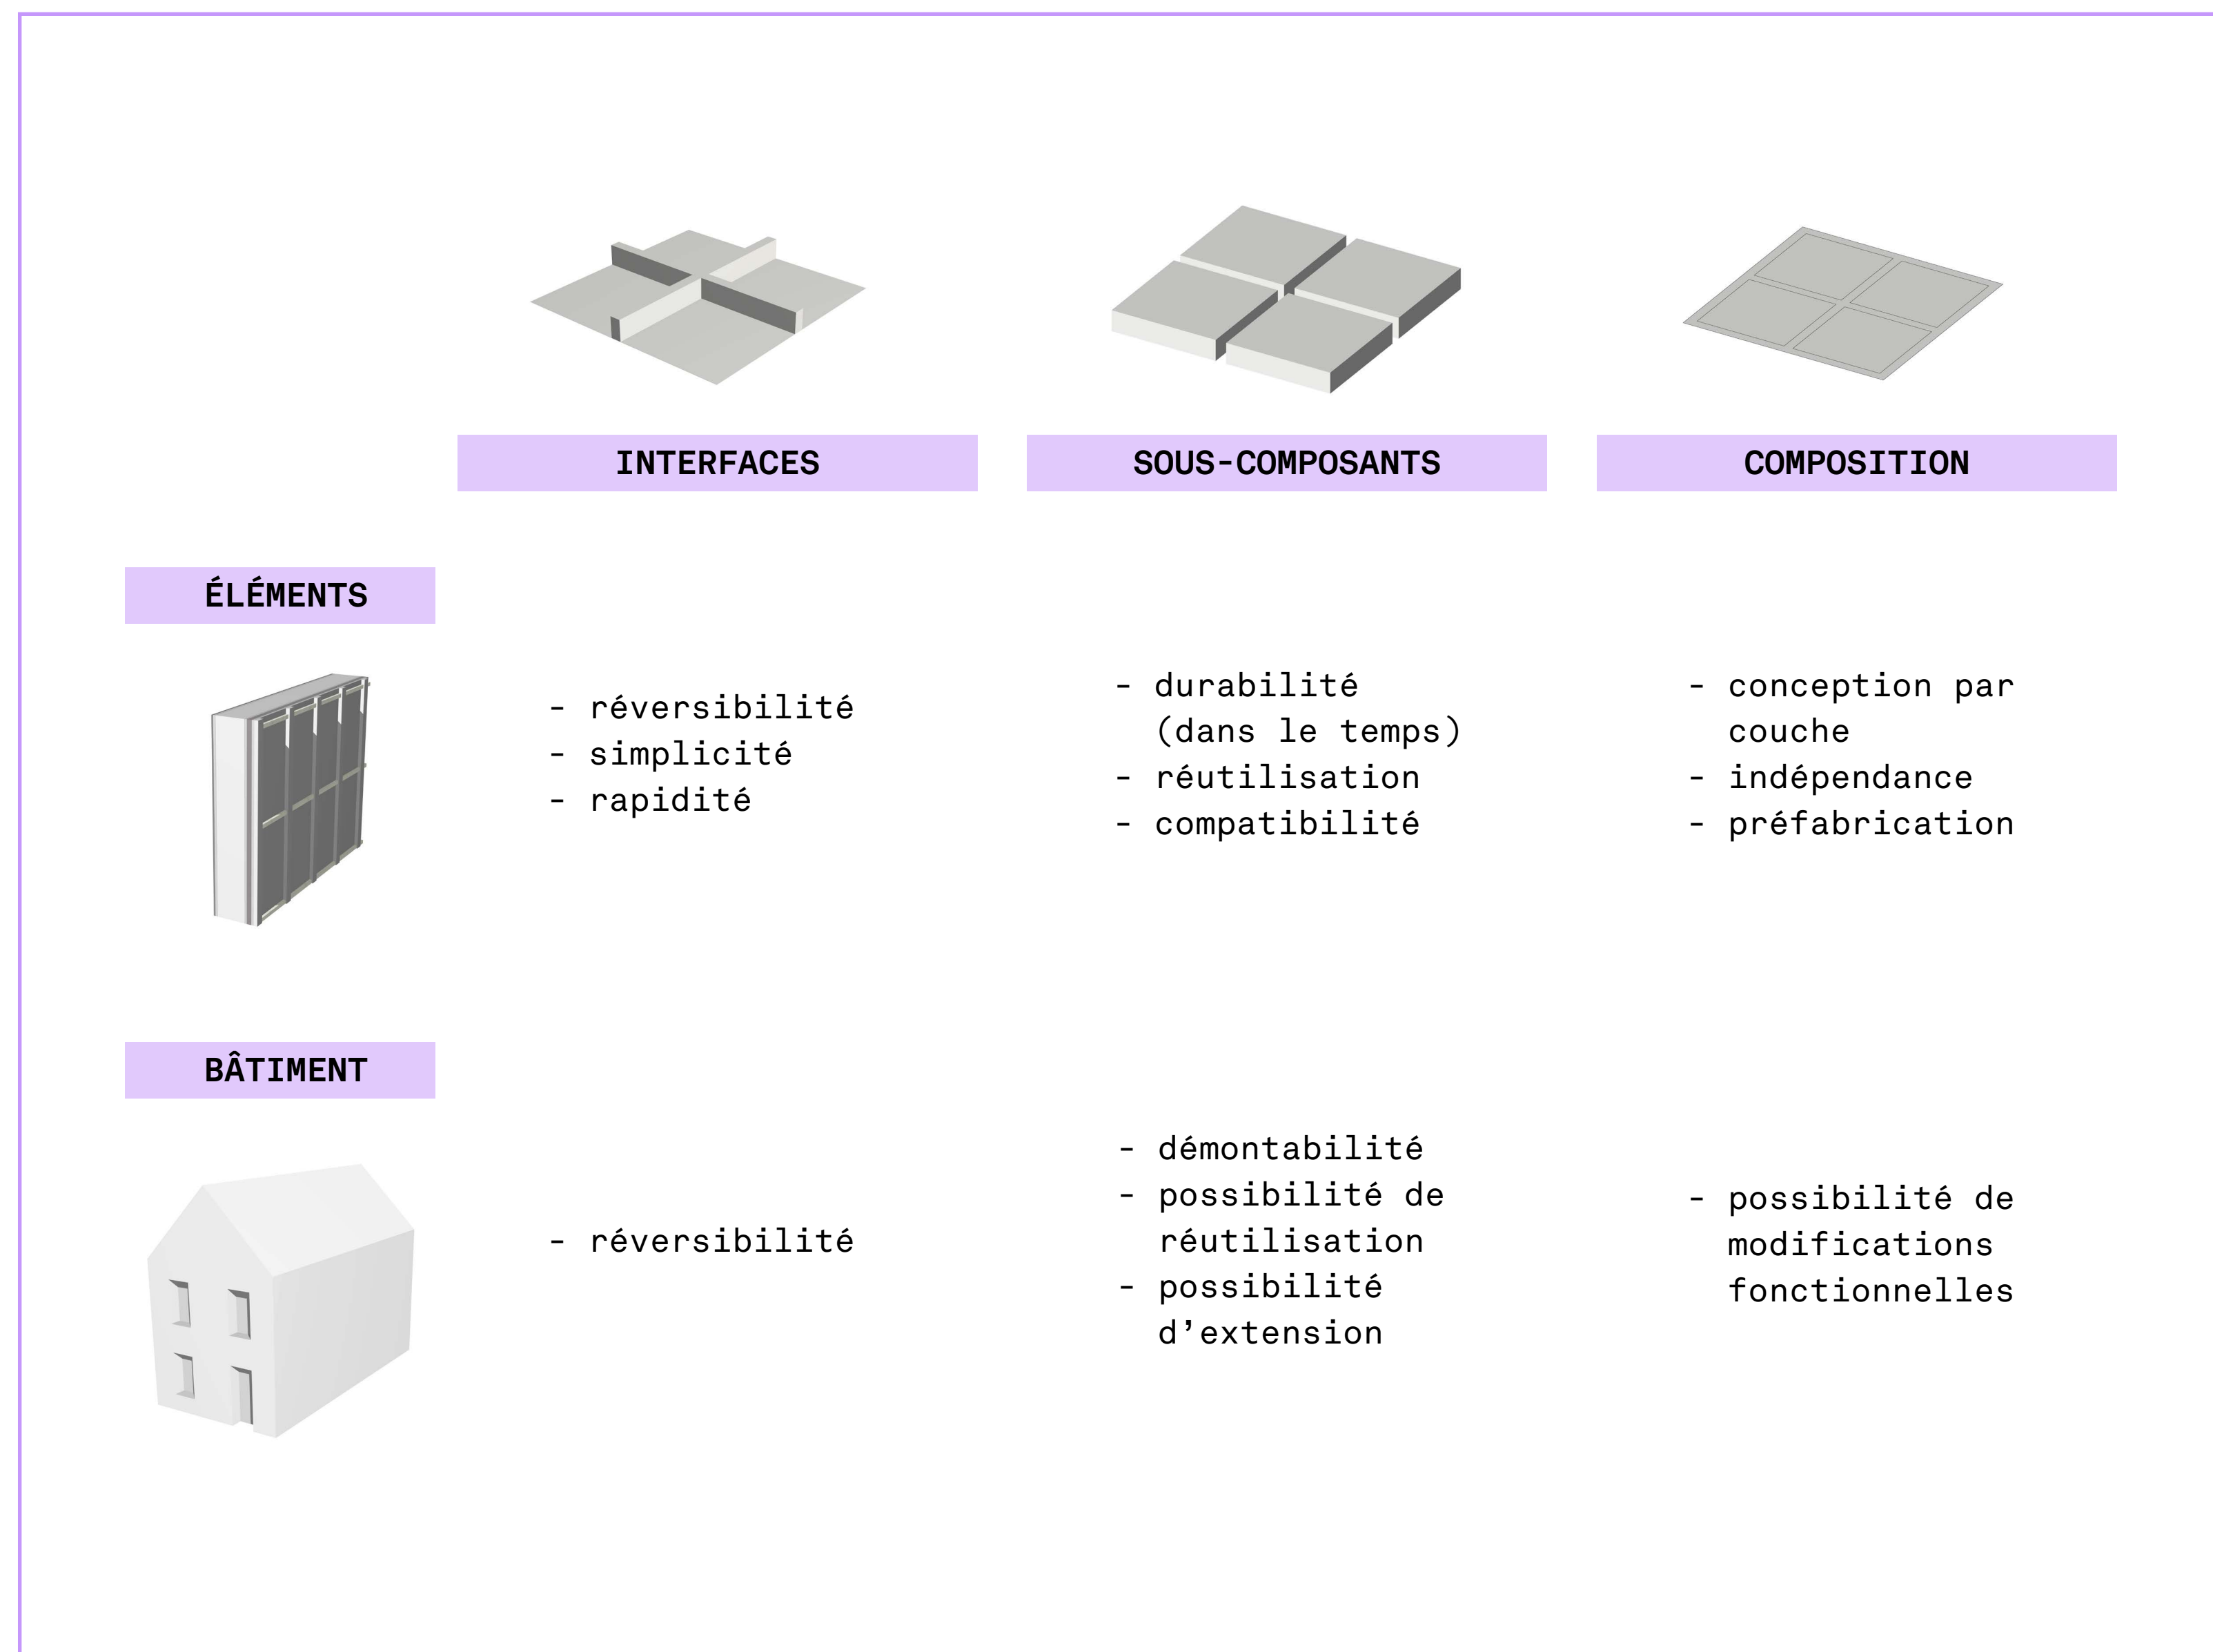 INTERFACES
SOUS-COMPOSANTS
COMPOSITION
ÉLÉMENTS
- réversibilité
- simplicité
- rapidité
- durabilité
(dans le temps)
- réutilisation
- compatibilité
- conception par
couche
- indépendance
- préfabrication
BÂTIMENT
- réversibilité
- démontabilité
- possibilité de
réutilisation
- possibilité
d’extension
- possibilité de
modifications
fonctionnelles